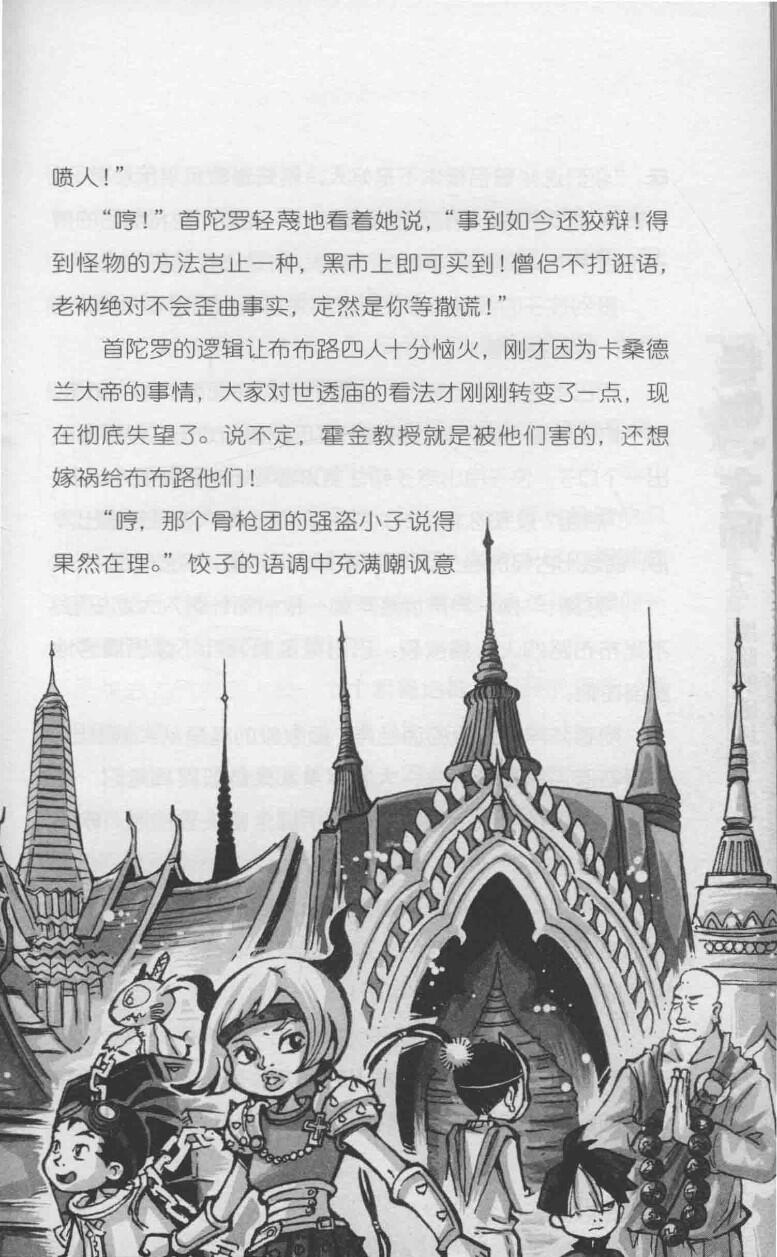 喷人！”
“哼！”首陀罗轻蔑地看着她说，“事到如今还狡辩！得
到怪物的方法岂止一种，黑市上即可买到！僧侣不打诳语，
老衲绝对不会歪曲事实，定然是你等撒谎！”
首陀罗的逻辑让布布路四人十分恼火，刚才因为卡桑德
兰大帝的事情，大家对世透庙的看法才刚刚转变了一点，现
在彻底失望了。说不定，霍金教授就是被他们害的，还想
嫁祸给布布路他们！
“哼，那个骨枪团的强盗小子说得
果然在理。”饺子的语调中充满嘲讽意